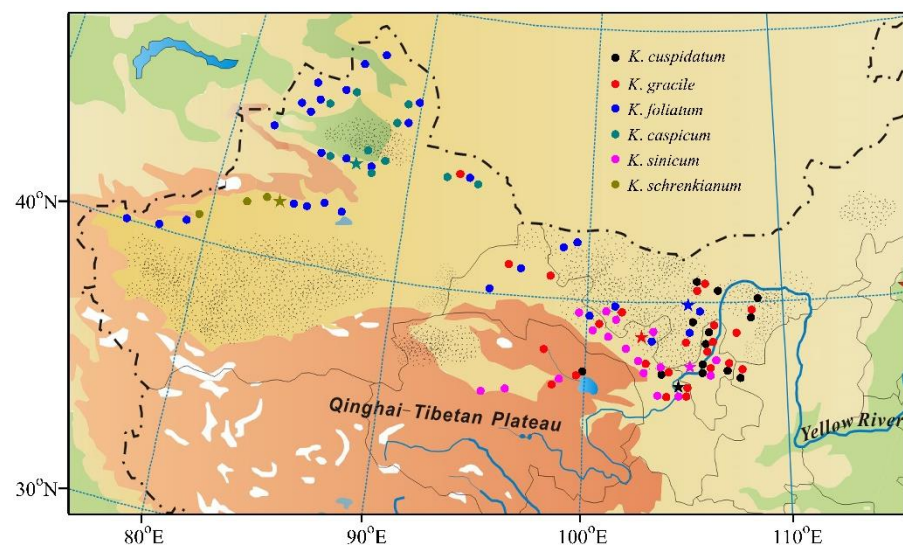 K. cuspidatum
K. gracile
K. foliatum
K. caspicum
K. sinicum
K. schrenkianum
40°N
Qinghai-Tibetan Plateau
Yellow River
30°N
80°E
90°E
100°E
110°E